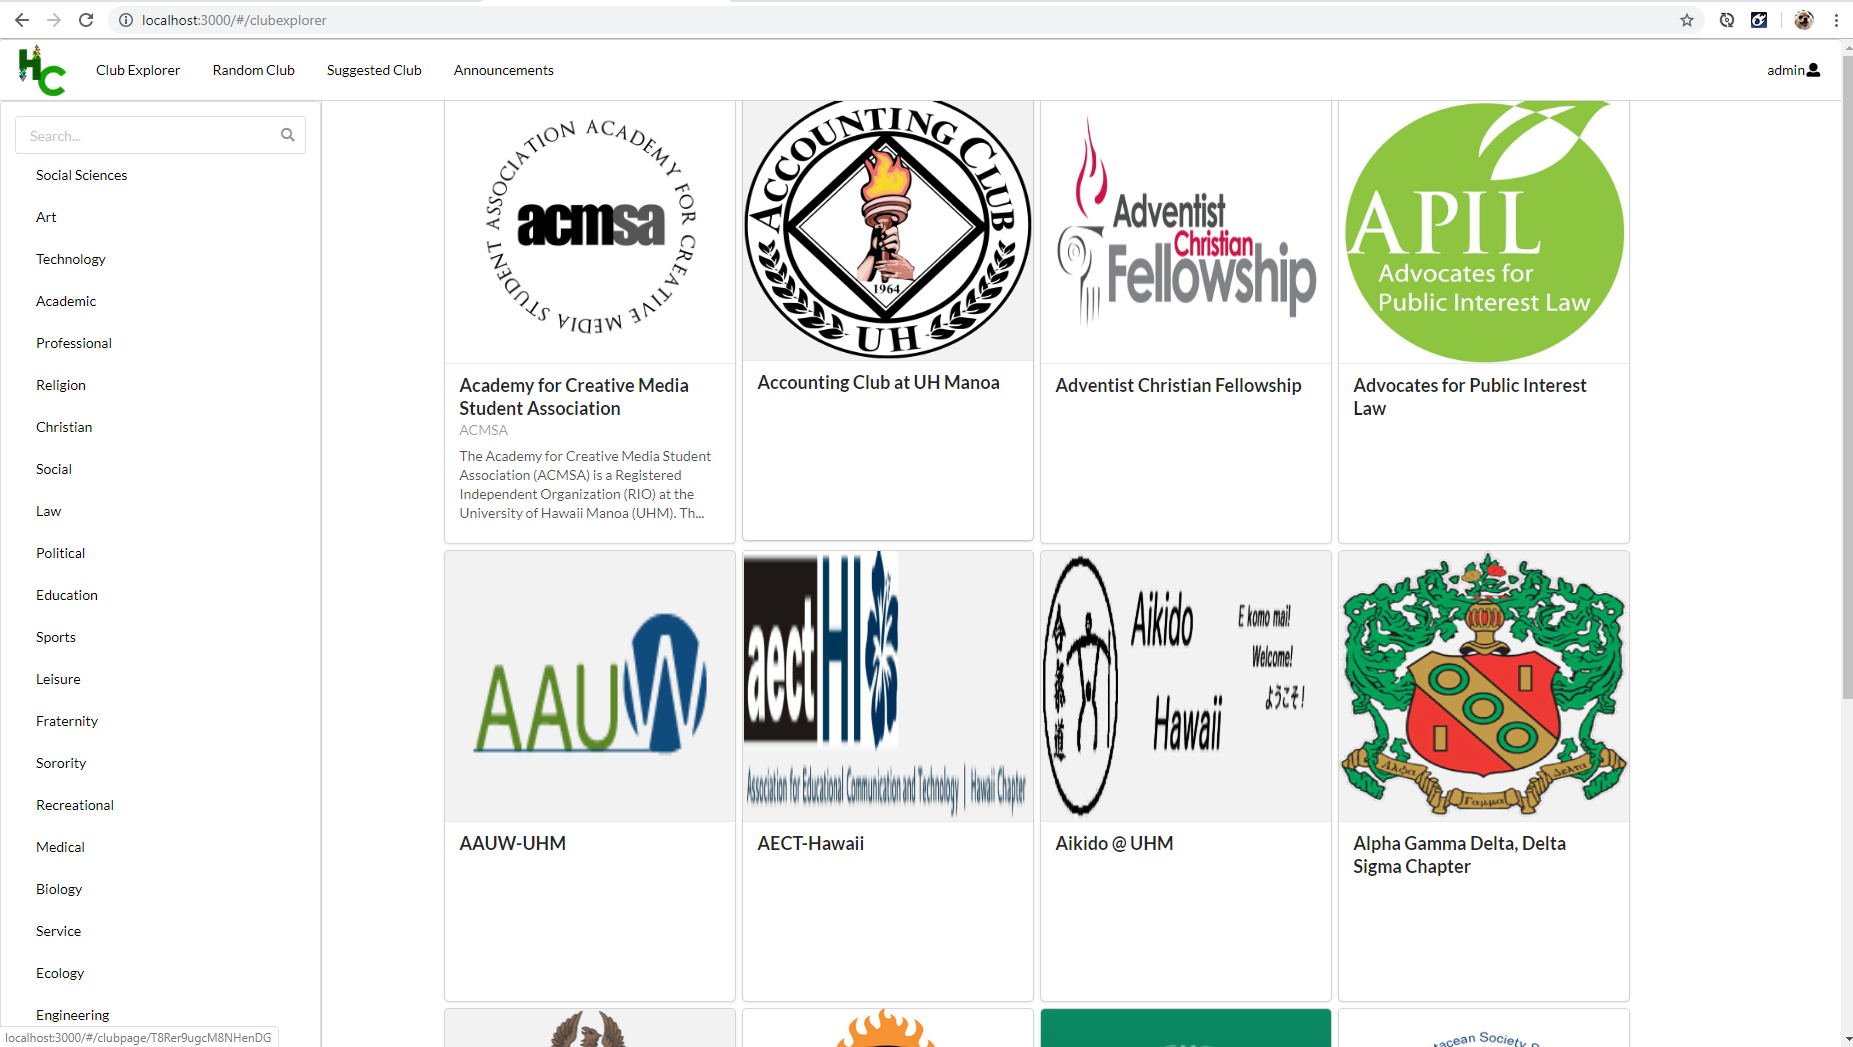 localhost:3000/#/clubexplorer
HC
Club Explorer
Random Club
Suggested Club
Announcements
admin
Search...
Social Sciences
Art
Technology
Academic
Professional
Religion
Christian
Social
Law
Political
Education
Sports
Leisure
Fraternity
Sorority
Recreational
Medical
Biology
Service
Ecology
Engineering
localhost:3000/#/clubpage/T8Rer9ugcM8NHenDG
ACADEMY FOR CREATIVE MEDIA STUDENT ASSOCIATION
acmsa
Academy for Creative Media
Student Association
ACMSA
The Academy for Creative Media Student
Association (ACMSA) is a Registered
Independent Organization (RIO) at the
University of Hawaii Manoa (UHM). Th...
ACCOUNTING CLUB
1964
UH
Accounting Club at UH Manoa
Adventist
Christian
Fellowship
Adventist Christian Fellowship
APIL
Advocates for
Public Interest Law
Advocates for Public Interest
Law
AAUW
AAUW-UHM
aect HI
Association for Educational Communication and Technology | Hawaii Chapter
AECT-Hawaii
Aikido
Hawaii
E komo mai!
Welcome!
ようこそ!
Aikido @ UHM
Άλφα
Γαμμα
Δελτα
Alpha Gamma Delta, Delta
Sigma Chapter
acean Society